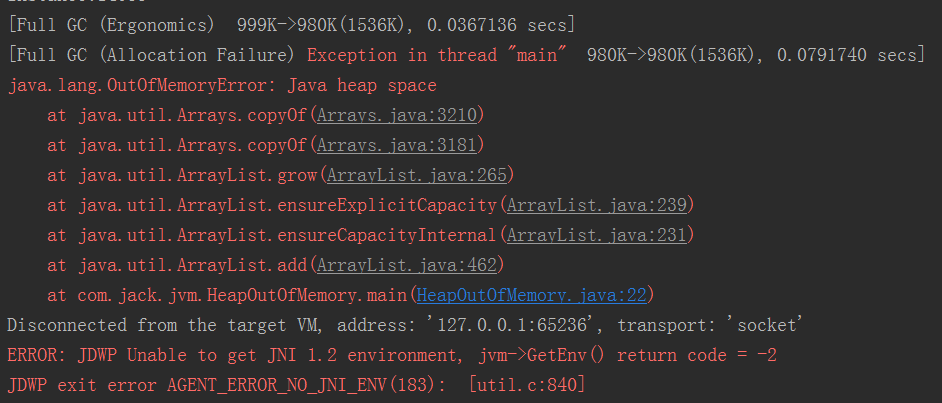 [Full GC (Ergonomics)  999K->980K(1536K), 0.0367136 secs]
[Full GC (Allocation Failure) Exception in thread "main"  980K->980K(1536K), 0.0791740 secs]
java.lang.OutOfMemoryError: Java heap space
    at java.util.Arrays.copyOf(Arrays.java:3210)
    at java.util.Arrays.copyOf(Arrays.java:3181)
    at java.util.ArrayList.grow(ArrayList.java:265)
    at java.util.ArrayList.ensureExplicitCapacity(ArrayList.java:239)
    at java.util.ArrayList.ensureCapacityInternal(ArrayList.java:231)
    at java.util.ArrayList.add(ArrayList.java:462)
    at com.jack.jvm.HeapOutOfMemory.main(HeapOutOfMemory.java:22)
Disconnected from the target VM, address: '127.0.0.1:65236', transport: 'socket'
ERROR: JDWP Unable to get JNI 1.2 environment, jvm->GetEnv() return code = -2
JDWP exit error AGENT_ERROR_NO_JNI_ENV(183):  [util.c:840]